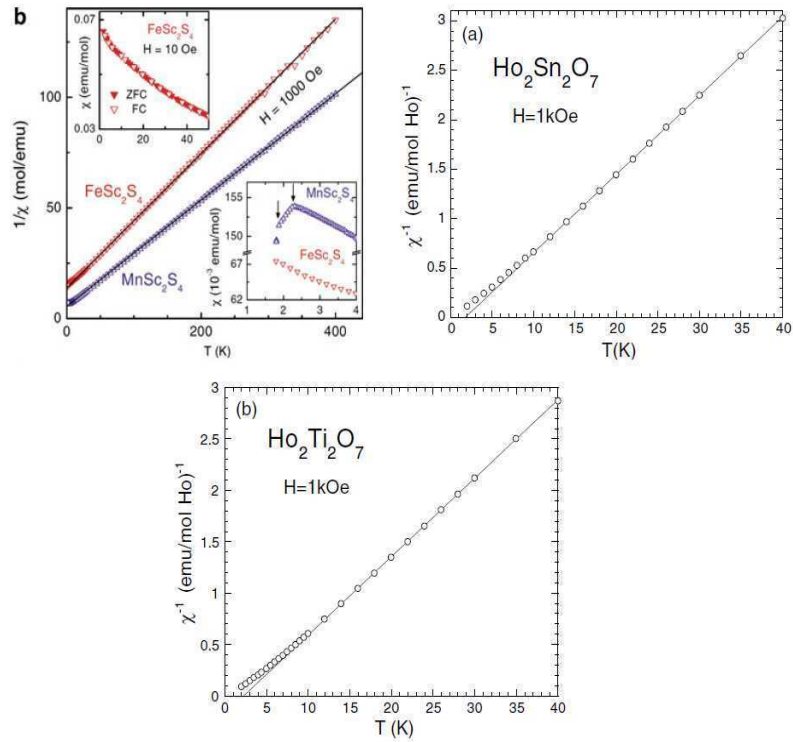 b
0.07
0.03
χ (emu/mol)
FeSc₂S₄
H = 10 Oe
ZFC
FC
0 20 40
H = 1000 Oe
FeSc₂S₄
MnSc₂S₄
155
150
67
62
χ (10⁻³ emu/mol)
MnSc₂S
FeSc₂S₄
1 2 3 4
100
50
0
1/χ (mol/emu)
0 200 400
T (K)
(a)
Ho₂Sn₂O₇
H=1kOe
3
2.5
2
1.5
1
0.5
0
χ⁻¹ (emu/mol Ho)⁻¹
0 5 10 15 20 25 30 35 40
T(K)
(b)
Ho₂Ti₂O₇
H=1kOe
3
2.5
2
1.5
1
0.5
0
χ⁻¹ (emu/mol Ho)⁻¹
0 5 10 15 20 25 30 35 40
T (K)